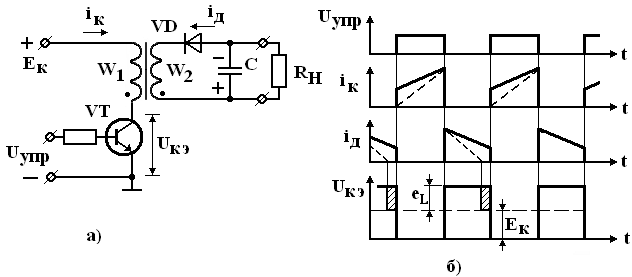 iк
VD
iд
+
Eк
W1
W2
−
C
+
Rн
VT
Uупр
Uкэ
−
а)
Uупр
t
iк
t
iд
t
Uкэ
eL
Eк
t
б)